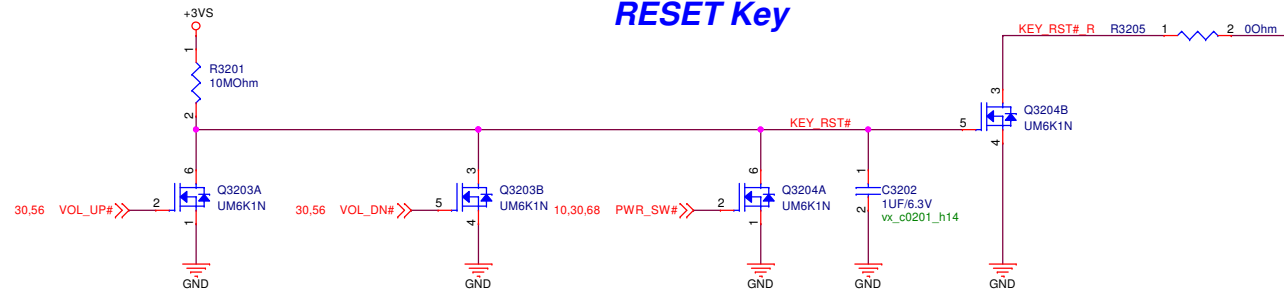 RESET Key
+3VS
KEY_RST#_R R3205 1 2 0Ohm
1
R3201
10MOhm
2
3
KEY_RST#
5
Q3204B
UM6K1N
4
6
Q3203A
UM6K1N
30,56 VOL_UP# 2
1
3
Q3203B
UM6K1N
30,56 VOL_DN# 5
4
6
Q3204A
UM6K1N
10,30,68 PWR_SW# 2
1
1
C3202
1UF/6.3V
vx_c0201_h14
2
GND GND GND GND GND